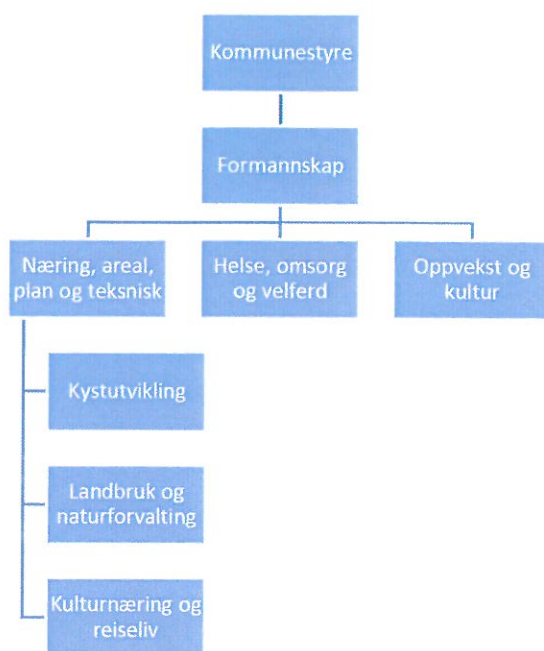 Kommunestyre
Formannskap
Næring, areal,
plan og teksnisk
Helse, omsorg
og velferd
Oppvekst og
kultur
Kystutvikling
Landbruk og
naturforvalting
Kulturnæring og
reiseliv